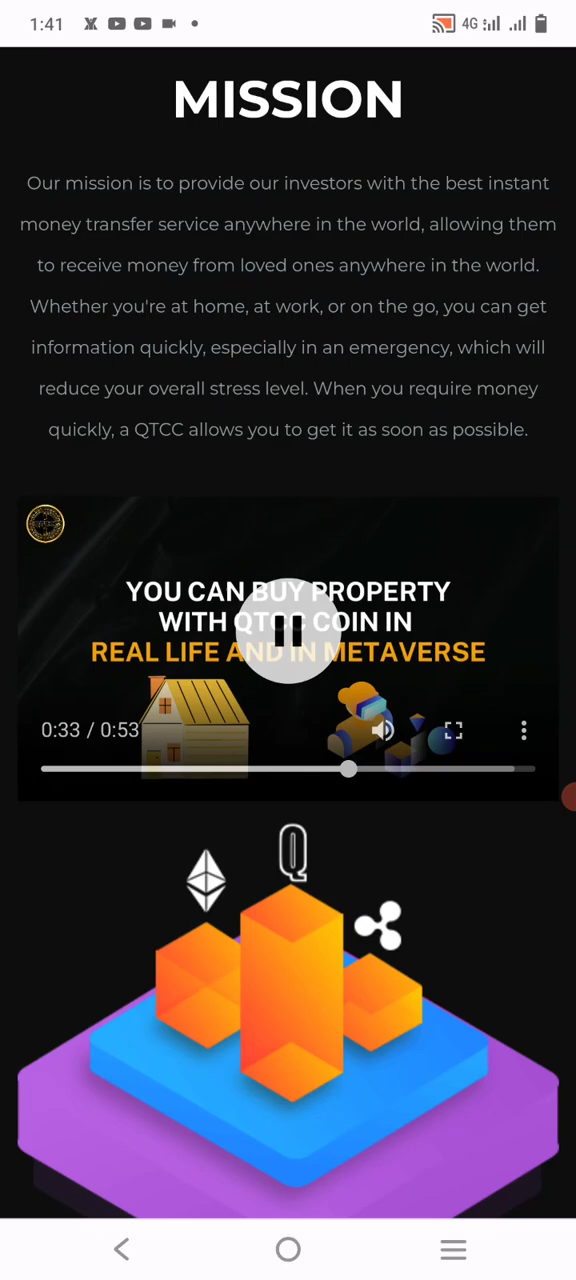 1:41
4G
MISSION
Our mission is to provide our investors with the best instant
money transfer service anywhere in the world, allowing them
to receive money from loved ones anywhere in the world.
Whether you're at home, at work, or on the go, you can get
information quickly, especially in an emergency, which will
reduce your overall stress level. When you require money
quickly, a QTCC allows you to get it as soon as possible.
YOU CAN BUY PROPERTY
WITH QTCC COIN IN
REAL LIFE AND IN METAVERSE
0:33 / 0:53
Q